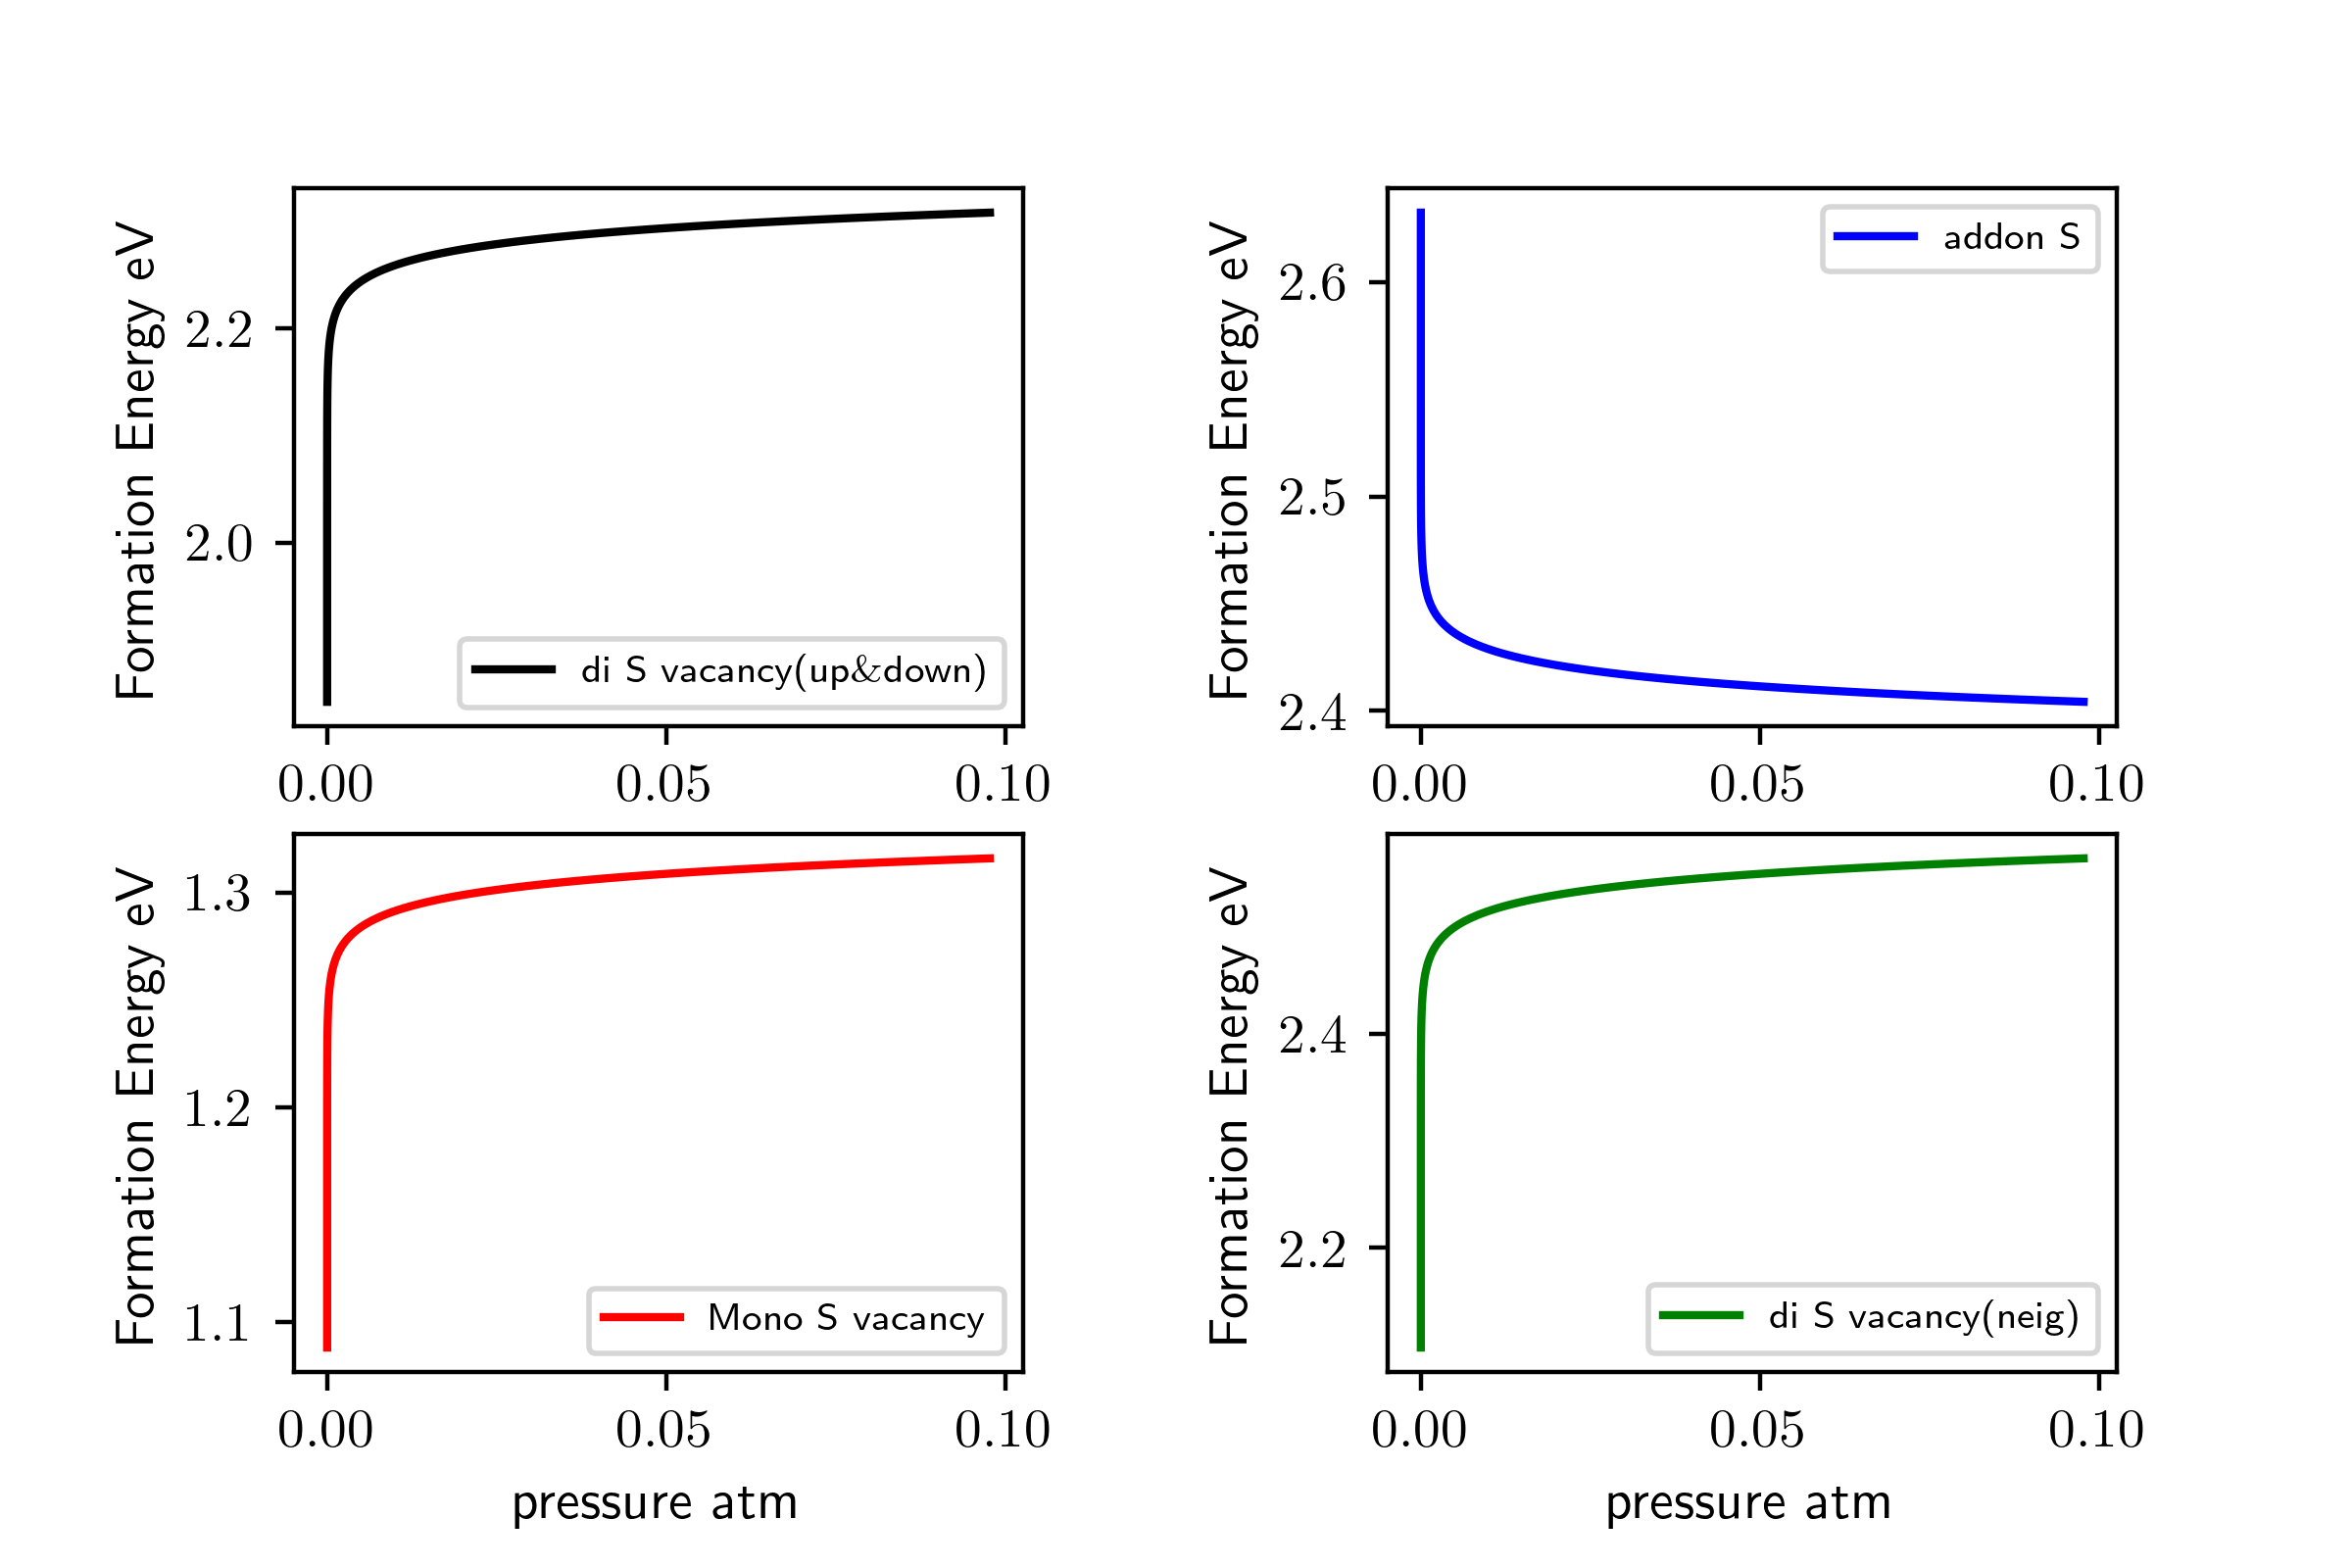 Formation Energy eV
2.2
2.0
di S vacancy(up&down)
0.00 0.05 0.10
Formation Energy eV
2.6
2.5
2.4
addon S
0.00 0.05 0.10
Formation Energy eV
1.3
1.2
1.1
Mono S vacancy
0.00 0.05 0.10
pressure atm
Formation Energy eV
2.4
2.2
di S vacancy(neig)
0.00 0.05 0.10
pressure atm